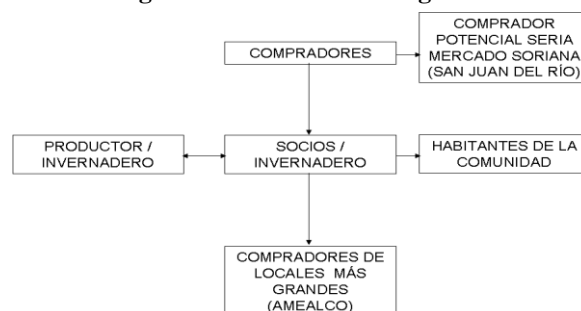 COMPRADOR
POTENCIAL SERIA
MERCADO SORIANA
(SAN JUAN DEL RÍO)
COMPRADORES
PRODUCTOR /
INVERNADERO
SOCIOS /
INVERNADERO
HABITANTES DE LA
COMUNIDAD
COMPRADORES DE
LOCALES MÁS
GRANDES
(AMEALCO)